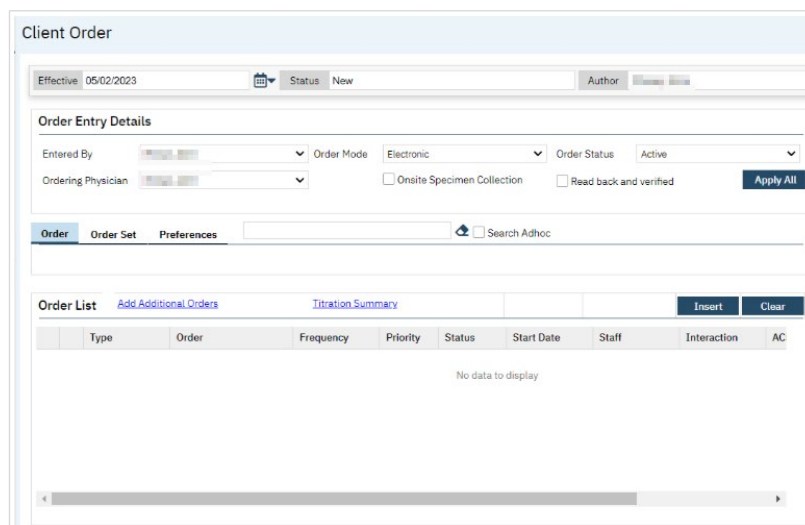 Client Order
Effective 05/02/2023 Status New Author
Order Entry Details
Entered By Order Mode Electronic Order Status Active
Ordering Physician Onsite Specimen Collection Read back and verified Apply All
Order Order Set Preferences Search Adhoc
Order List Add Additional Orders Titration Summary Insert Clear
Type Order Frequency Priority Status Start Date Staff Interaction AC
No data to display